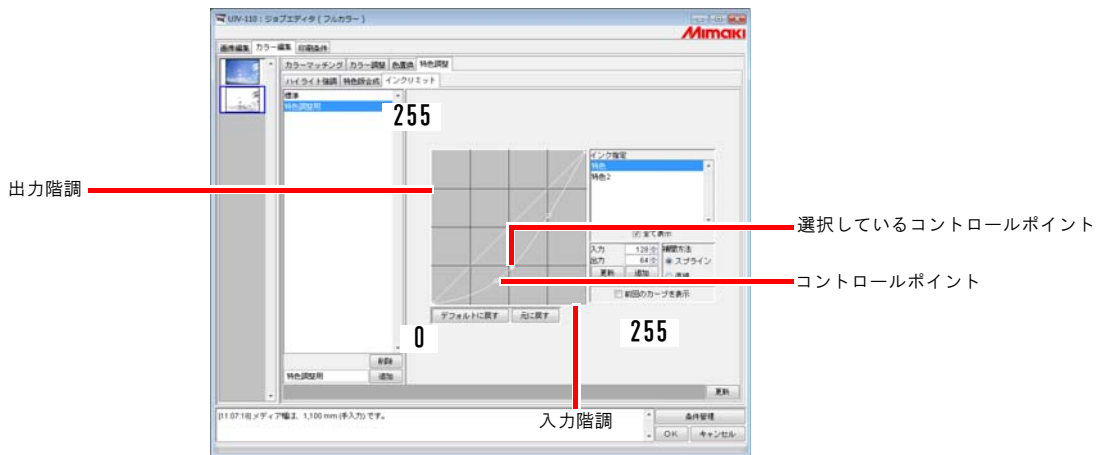 UJV-110 : ジョブエディタ ( フルカラー )
Mimaki
画像編集 カラー編集 印刷条件
カラーマッチング カラー調整 色置換 特色調整
ハイライト強調 特色版合成 インクリミット
標準
特色調整用
255
インク指定
特色
特色2
出力階調
選択しているコントロールポイント
全て表示
入力 128 補間方法
出力 64 スプライン
更新 追加 直線
コントロールポイント
前回のカーブを表示
デフォルトに戻す 元に戻す
0
255
削除
特色調整用 追加
更新
[11:07:18] メディア幅は、1,100 mm (手入力) です。
入力階調
条件管理
OK キャンセル